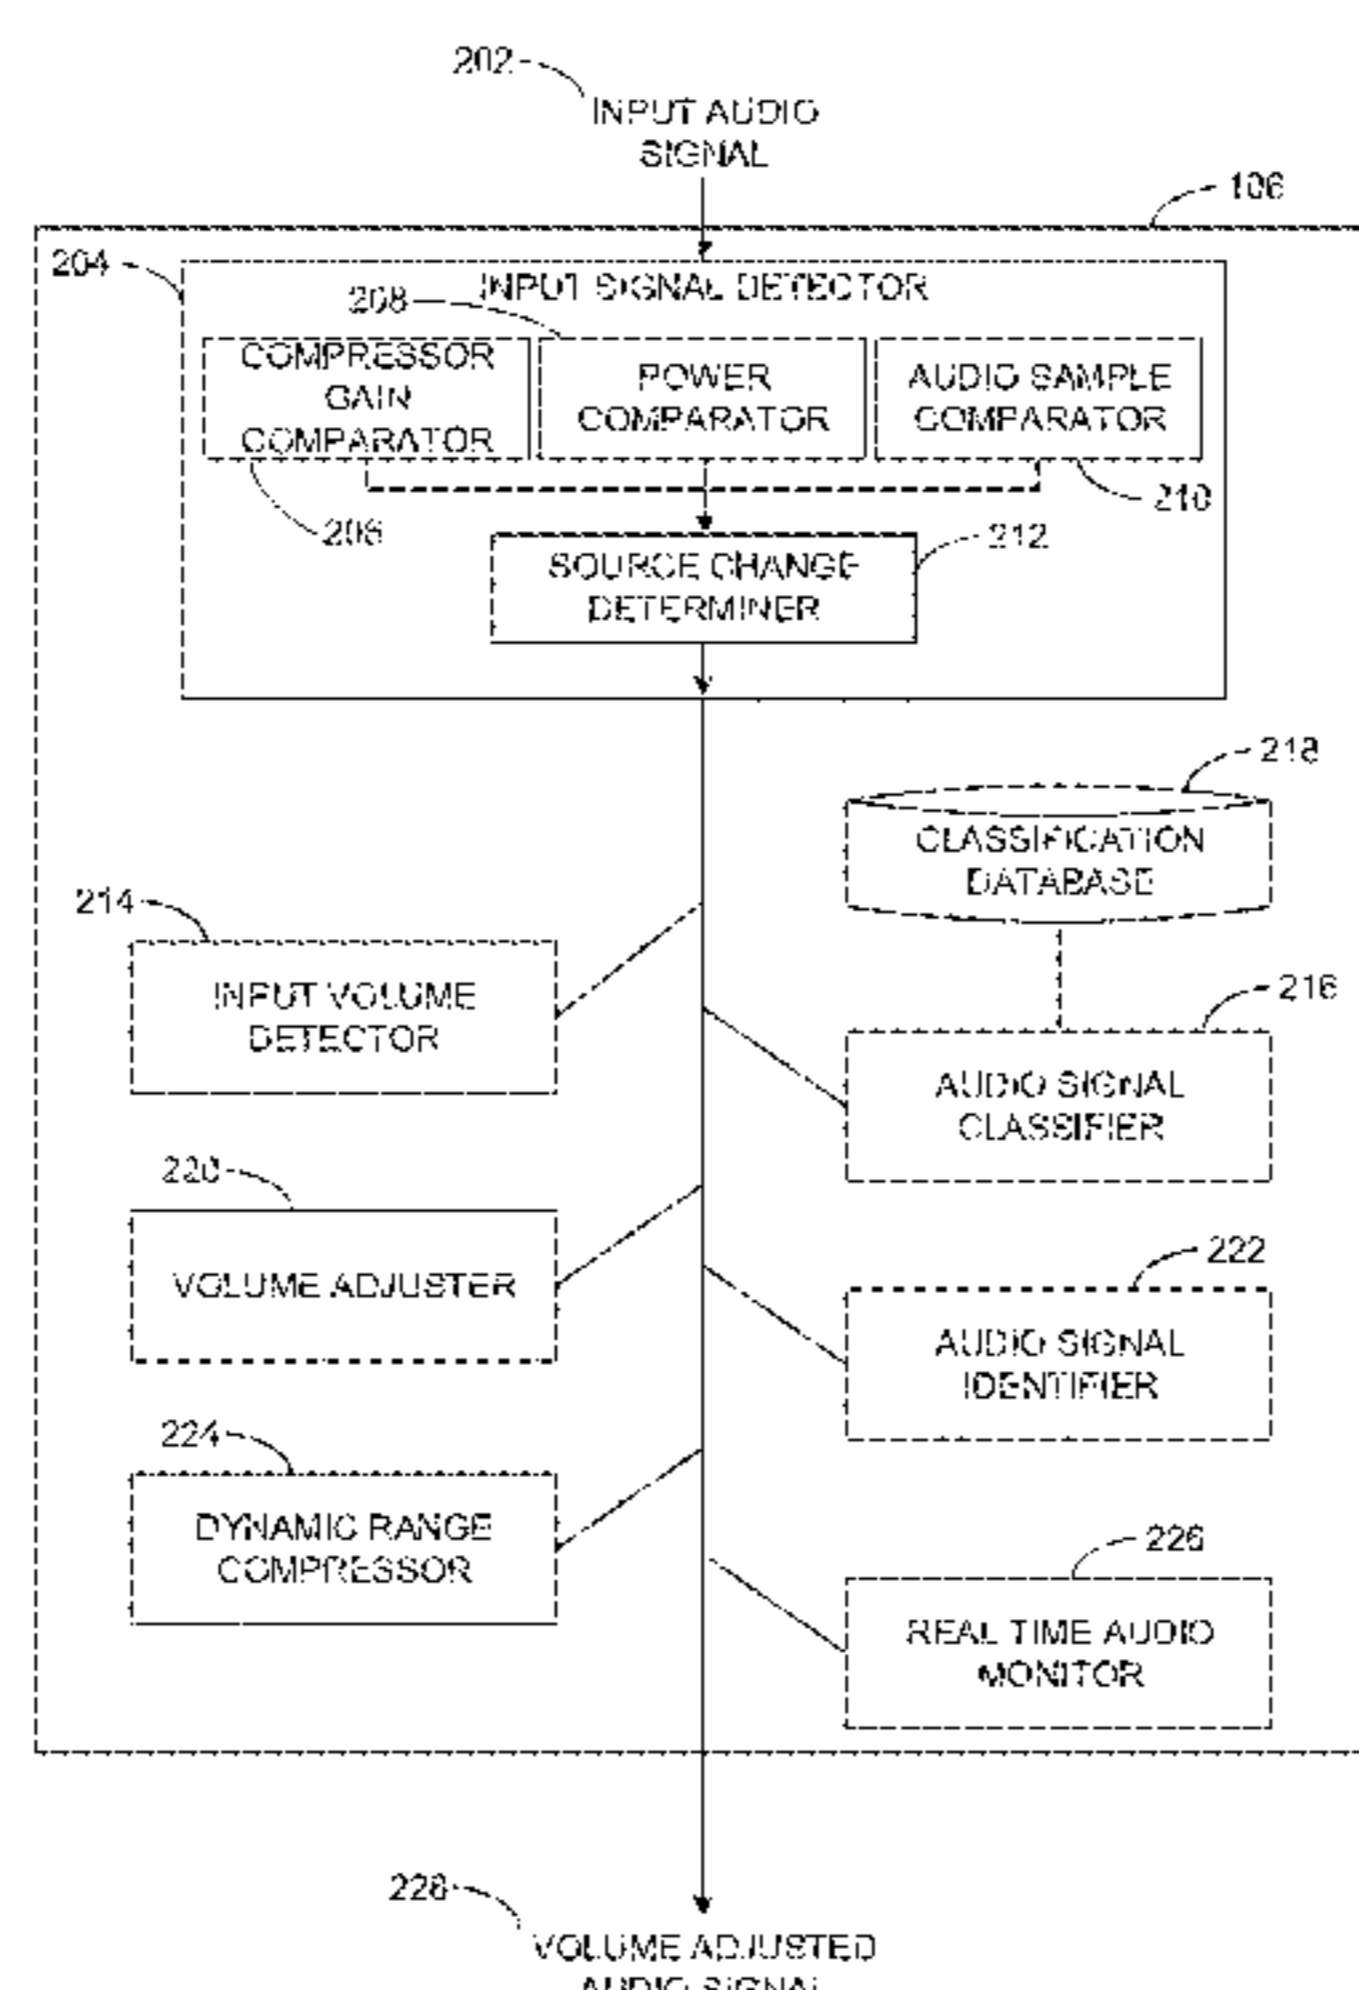 202
INPUT AUDIO
SIGNAL
106
204
INPUT SIGNAL DETECTOR
208
COMPRESSOR
GAIN
COMPARATOR
POWER
COMPARATOR
AUDIO SAMPLE
COMPARATOR
206
210
212
SOURCE CHANGE
DETERMINER
218
CLASSIFICATION
DATABASE
214
INPUT VOLUME
DETECTOR
216
AUDIO SIGNAL
CLASSIFIER
220
VOLUME ADJUSTER
222
AUDIO SIGNAL
IDENTIFIER
224
DYNAMIC RANGE
COMPRESSOR
226
REAL TIME AUDIO
MONITOR
228
VOLUME ADJUSTED
AUDIO SIGNAL